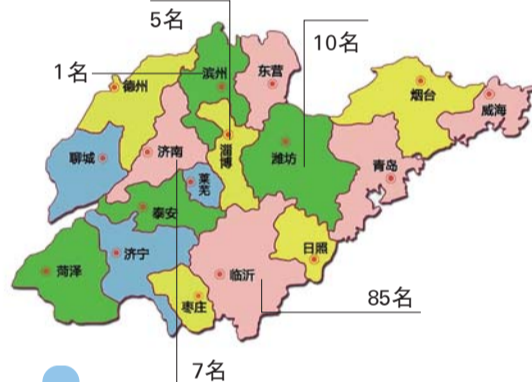 5名
10名
1名
德州
滨州
东营
烟台
威海
聊城
济南
淄博
潍坊
青岛
莱芜
泰安
菏泽
济宁
日照
临沂
枣庄
85名
7名